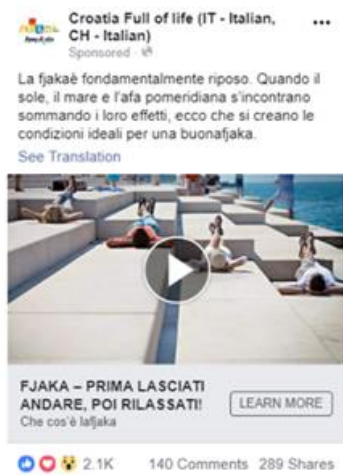 Croatia Full of life (IT - Italian,
CH - Italian)
Sponsored ·
La fjakaè fondamentalmente riposo. Quando il
sole, il mare e l'afa pomeridiana s'incontrano
sommando i loro effetti, ecco che si creano le
condizioni ideali per una buonafjaka.
See Translation
FJAKA – PRIMA LASCIATI
ANDARE, POI RILASSATI!
LEARN MORE
Che cos'è lafjaka
2.1K 140 Comments 289 Shares